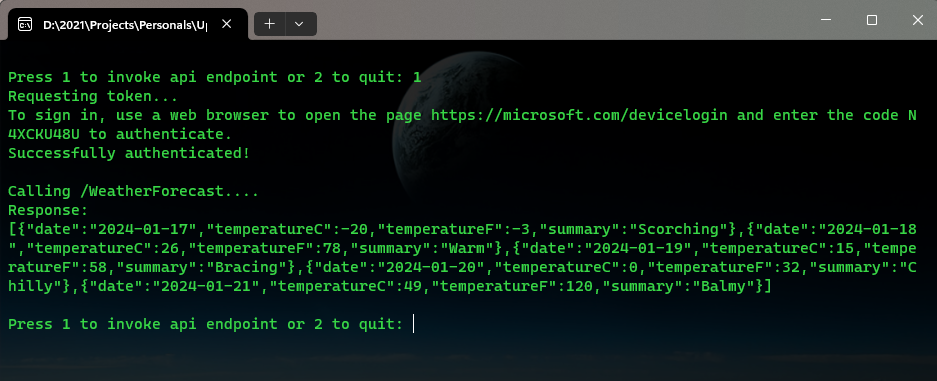 D:\2021\Projects\Personals\U
Press 1 to invoke api endpoint or 2 to quit: 1
Requesting token...
To sign in, use a web browser to open the page https://microsoft.com/devicelogin and enter the code N
4XCKU48U to authenticate.
Successfully authenticated!
Calling /WeatherForecast....
Response:
[{"date":"2024-01-17","temperatureC":-20,"temperatureF":-3,"summary":"Scorching"},{"date":"2024-01-18
","temperatureC":26,"temperatureF":78,"summary":"Warm"},{"date":"2024-01-19","temperatureC":15,"tempe
ratureF":58,"summary":"Bracing"},{"date":"2024-01-20","temperatureC":0,"temperatureF":32,"summary":"C
hilly"},{"date":"2024-01-21","temperatureC":49,"temperatureF":120,"summary":"Balmy"}]
Press 1 to invoke api endpoint or 2 to quit: